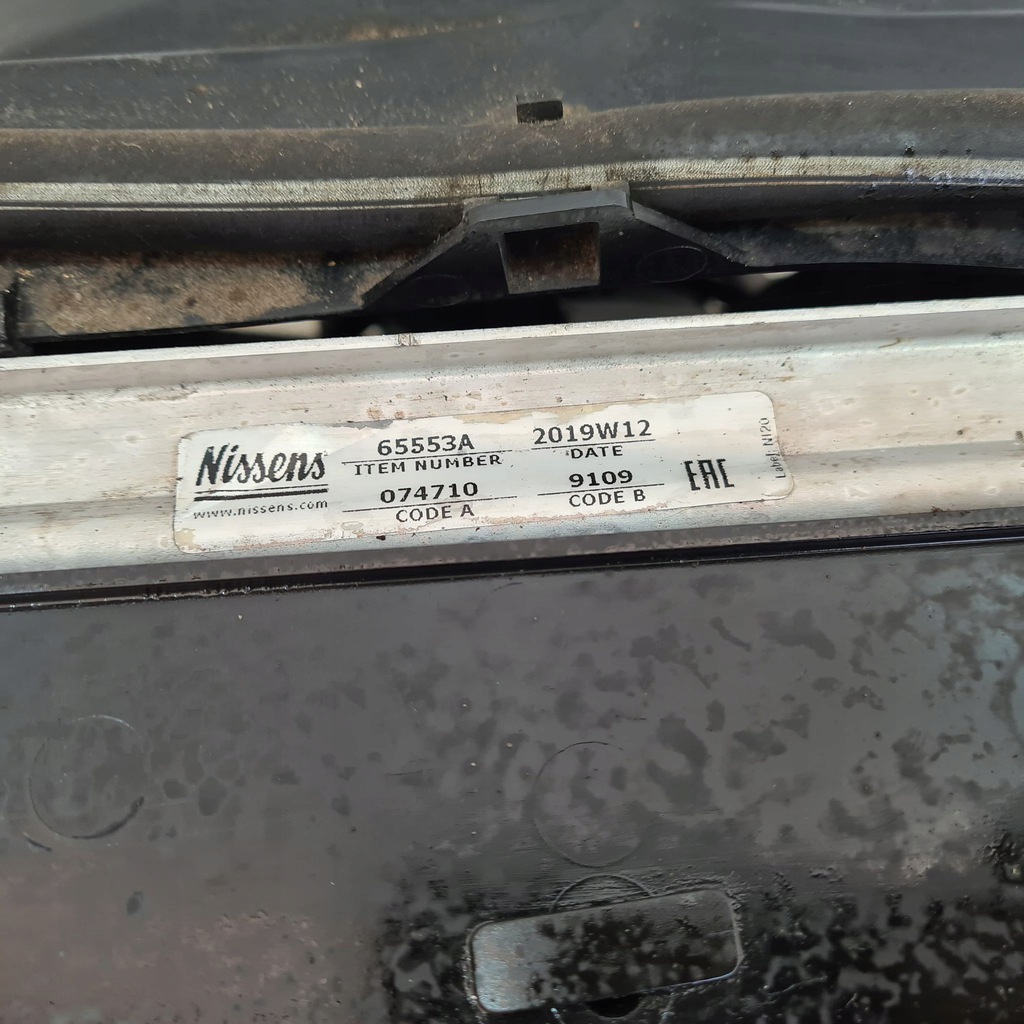 Nissens
www.nissens.com
65553A
ITEM NUMBER
074710
CODE A
2019W12
DATE
9109
CODE B
EAC
Label: N120